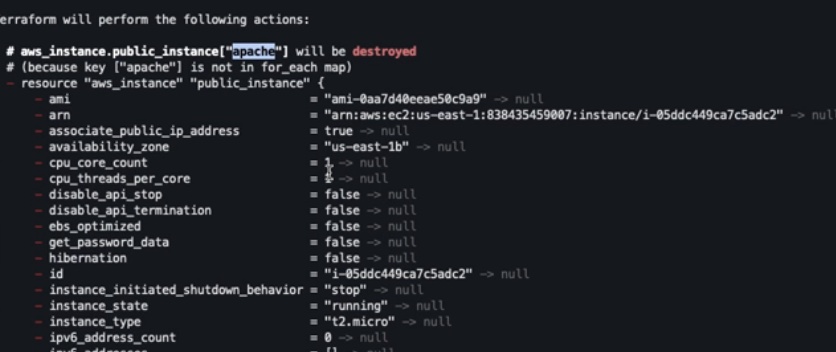 erraform will perform the following actions:
# aws_instance.public_instance["apache"] will be destroyed
# (because key ["apache"] is not in for_each map)
- resource "aws_instance" "public_instance" {
- ami = "ami-0aa7d40eeae50c9a9" -> null
- arn = "arn:aws:ec2:us-east-1:838435459007:instance/i-05ddc449ca7c5adc2" -> null
- associate_public_ip_address = true -> null
- availability_zone = "us-east-1b" -> null
- cpu_core_count = 1 -> null
- cpu_threads_per_core = -> null
- disable_api_stop = false -> null
- disable_api_termination = false -> null
- ebs_optimized = false -> null
- get_password_data = false -> null
- hibernation = false -> null
- id = "i-05ddc449ca7c5adc2" -> null
- instance_initiated_shutdown_behavior = "stop" -> null
- instance_state = "running" -> null
- instance_type = "t2.micro" -> null
- ipv6_address_count = 0 -> null